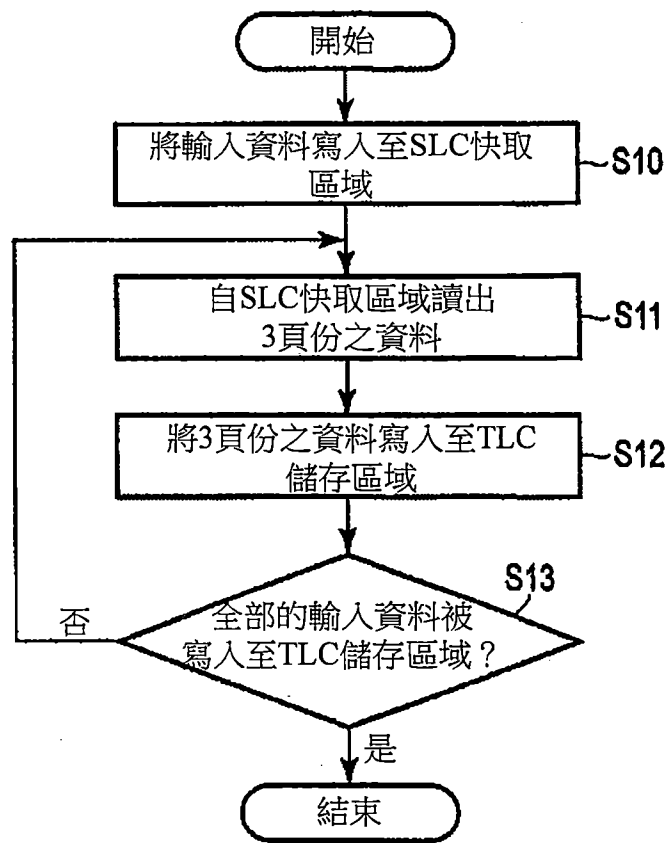 開始
將輸入資料寫入至SLC快取
區域
S10
自SLC快取區域讀出
3頁份之資料
S11
將3頁份之資料寫入至TLC
儲存區域
S12
S13
全部的輸入資料被
寫入至TLC儲存區域？
否
是
結束